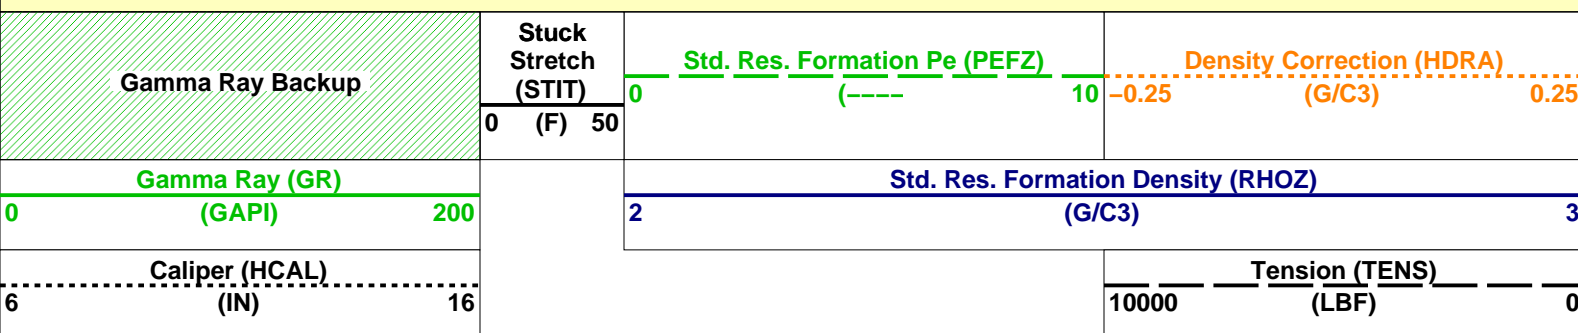 Gamma Ray Backup
Stuck
Stretch
(STIT)
0 (F) 50
Std. Res. Formation Pe (PEFZ)
0 (−−−− 10
Density Correction (HDRA)
−0.25 (G/C3) 0.25
Gamma Ray (GR)
0 (GAPI) 200
Std. Res. Formation Density (RHOZ)
2 (G/C3) 3
Caliper (HCAL)
6 (IN) 16
Tension (TENS)
10000 (LBF) 0